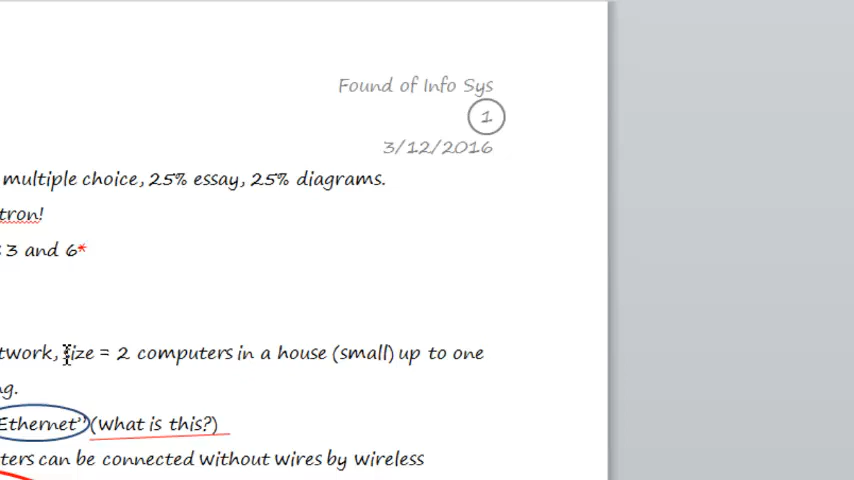 Found of Info Sys
1
3/12/2016
multiple choice, 25% essay, 25% diagrams.
tron!
3 and 6*
twork, size = 2 computers in a house (small) up to one
ng.
Ethernet" (what is this?)
ters can be connected without wires by wireless